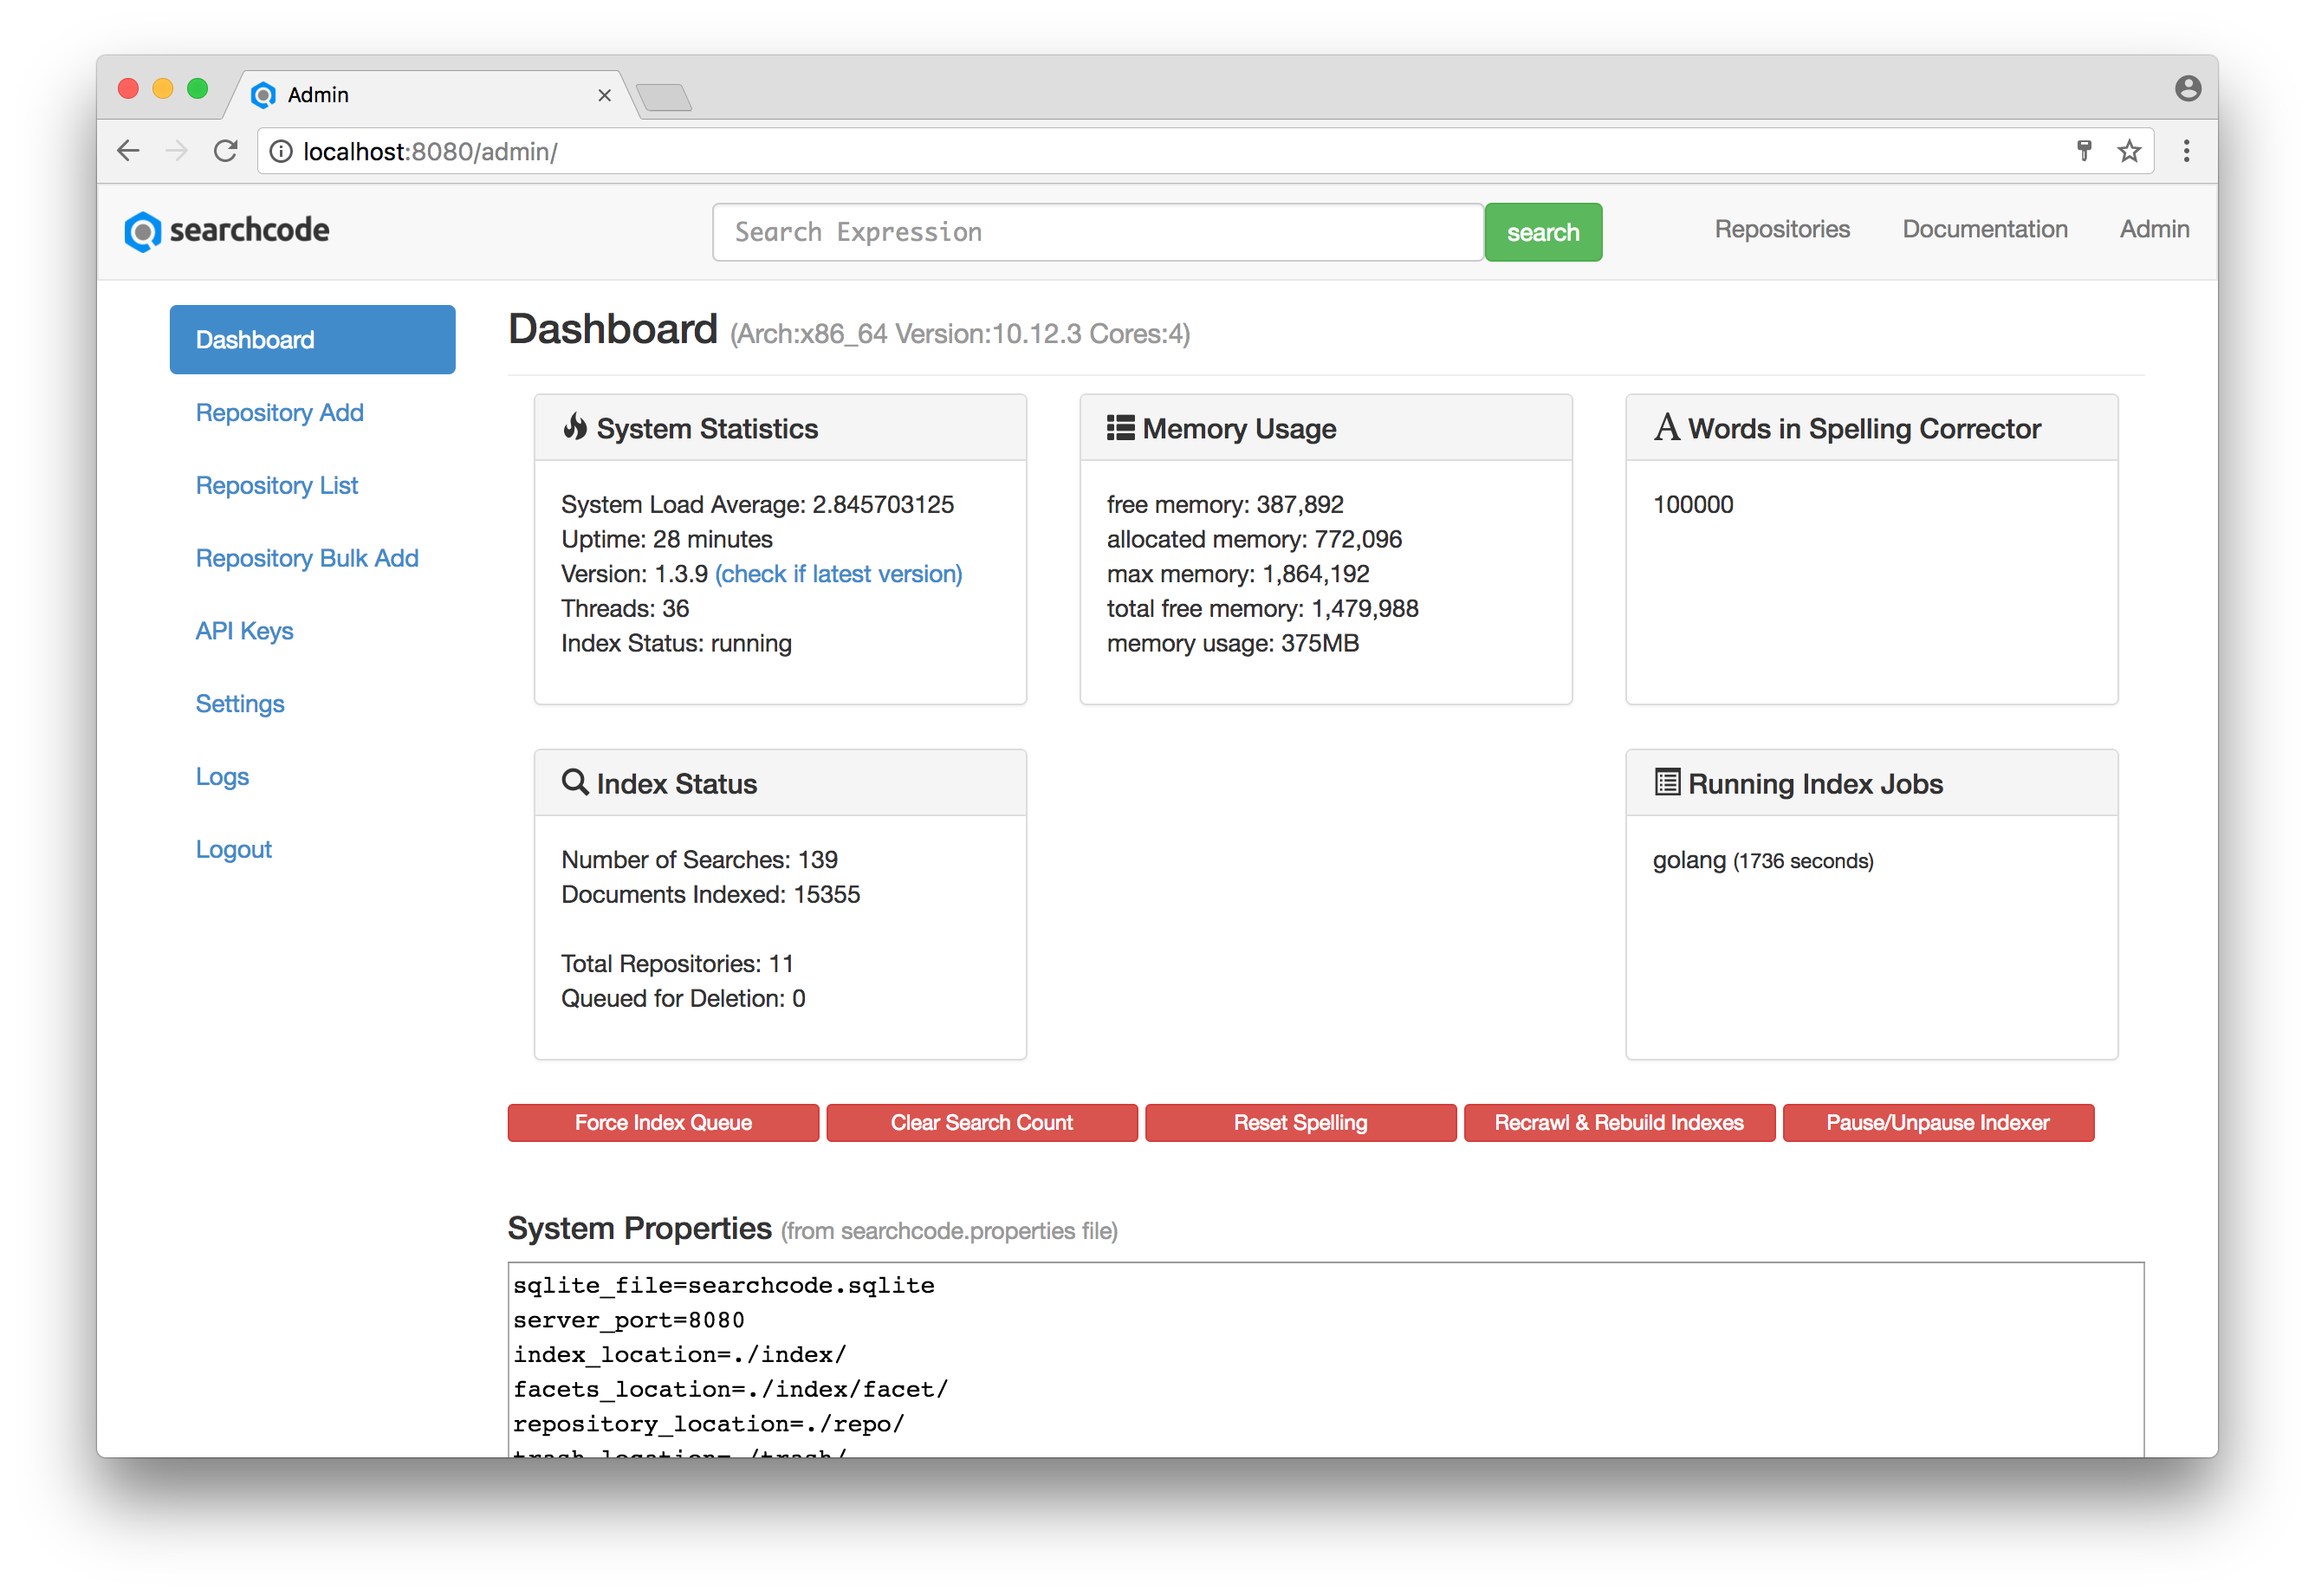 Admin
localhost:8080/admin/
searchcode
Search Expression
search
Repositories
Documentation
Admin
Dashboard
Repository Add
Repository List
Repository Bulk Add
API Keys
Settings
Logs
Logout
Dashboard (Arch:x86_64 Version:10.12.3 Cores:4)
System Statistics
System Load Average: 2.845703125
Uptime: 28 minutes
Version: 1.3.9 (check if latest version)
Threads: 36
Index Status: running
Memory Usage
free memory: 387,892
allocated memory: 772,096
max memory: 1,864,192
total free memory: 1,479,988
memory usage: 375MB
Words in Spelling Corrector
100000
Index Status
Number of Searches: 139
Documents Indexed: 15355
Total Repositories: 11
Queued for Deletion: 0
Running Index Jobs
golang (1736 seconds)
Force Index Queue
Clear Search Count
Reset Spelling
Recrawl & Rebuild Indexes
Pause/Unpause Indexer
System Properties (from searchcode.properties file)
sqlite_file=searchcode.sqlite
server_port=8080
index_location=./index/
facets_location=./index/facet/
repository_location=./repo/
trash_location=./trash/